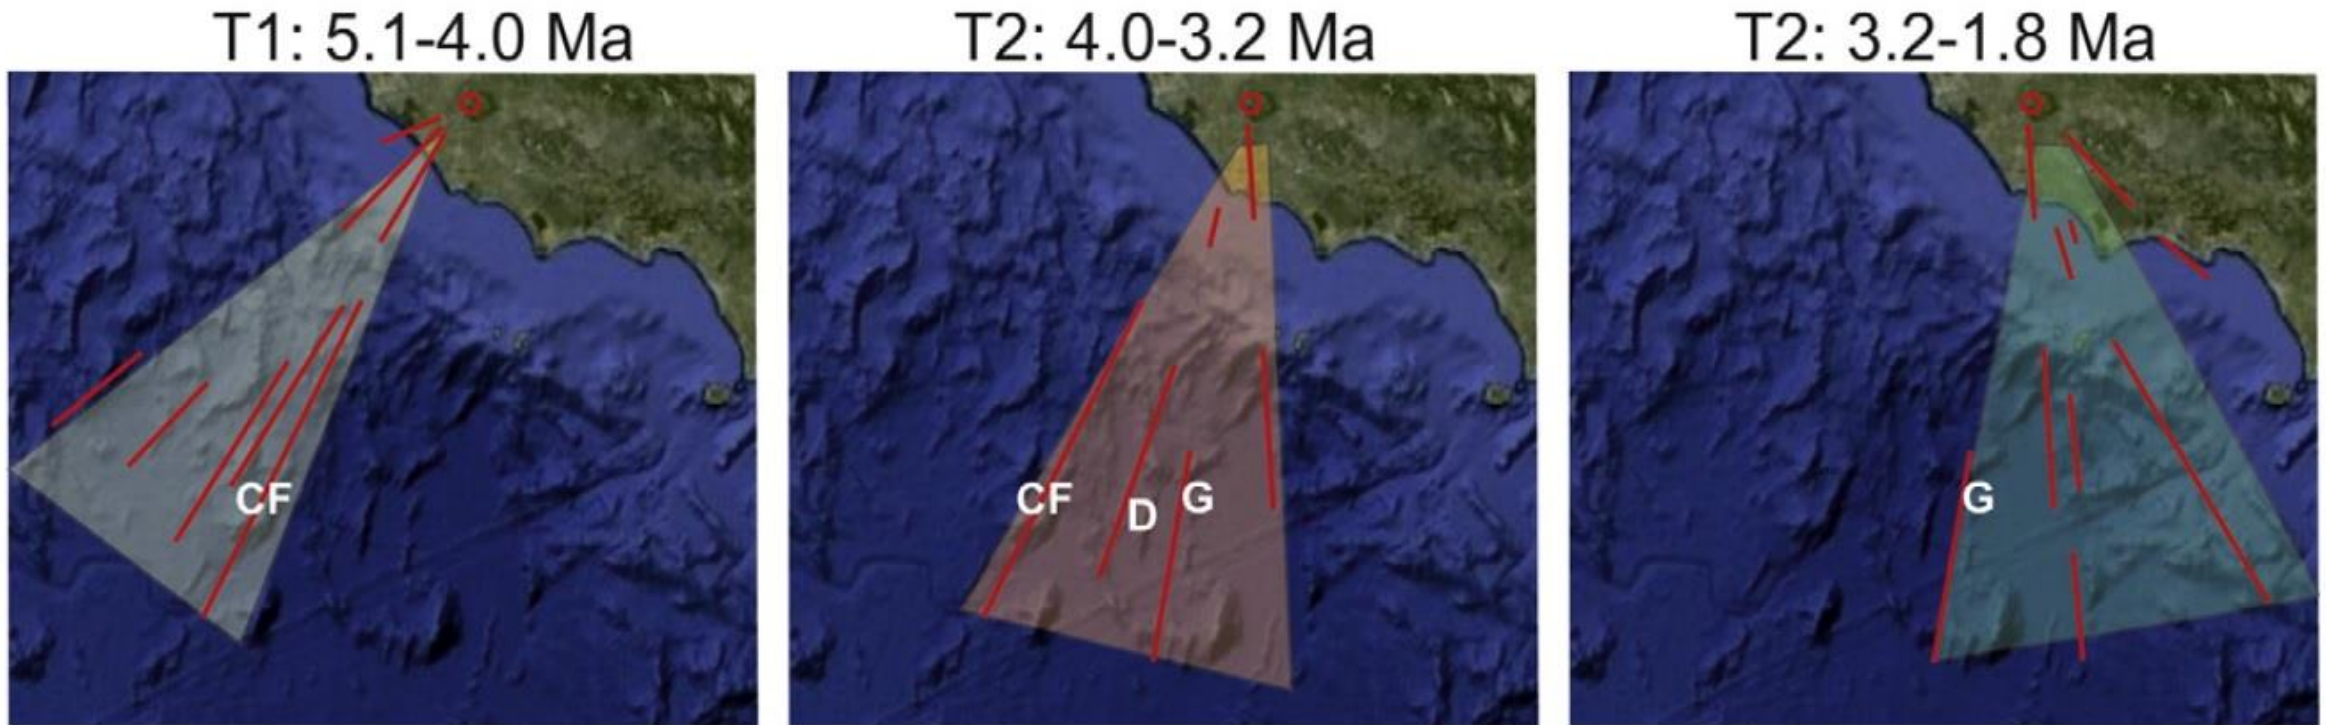 T1: 5.1-4.0 Ma
T2: 4.0-3.2 Ma
T2: 3.2-1.8 Ma
CF
CF
D
G
G